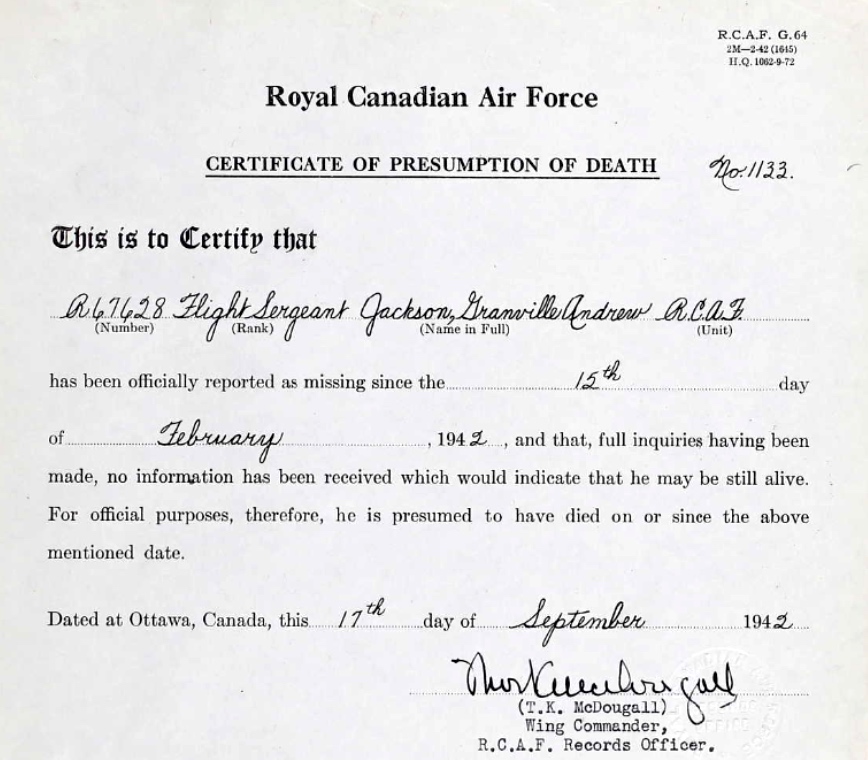 R.C.A.F. G.64
2M—2-42 (1645)
H.Q. 1062-9-72
Royal Canadian Air Force
CERTIFICATE OF PRESUMPTION OF DEATH No. 1133.
This is to Certify that
R67628 Flight Sergeant Jackson, Granville Andrew R.C.A.F.
(Number) (Rank) (Name in Full) (Unit)
has been officially reported as missing since the 15th day
of February, 1942, and that, full inquiries having been
made, no information has been received which would indicate that he may be still alive.
For official purposes, therefore, he is presumed to have died on or since the above
mentioned date.
Dated at Ottawa, Canada, this 17th day of September 1942
(T.K. McDougall)
Wing Commander,
R.C.A.F. Records Officer.